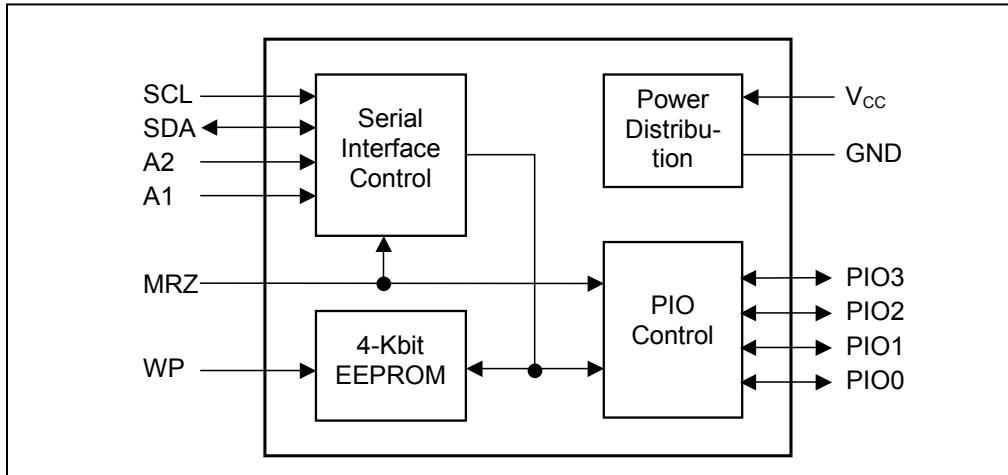 SCL
SDA
A2
A1
MRZ
WP
Serial
Interface
Control
4-Kbit
EEPROM
Power
Distribu-
tion
PIO
Control
VCC
GND
PIO3
PIO2
PIO1
PIO0